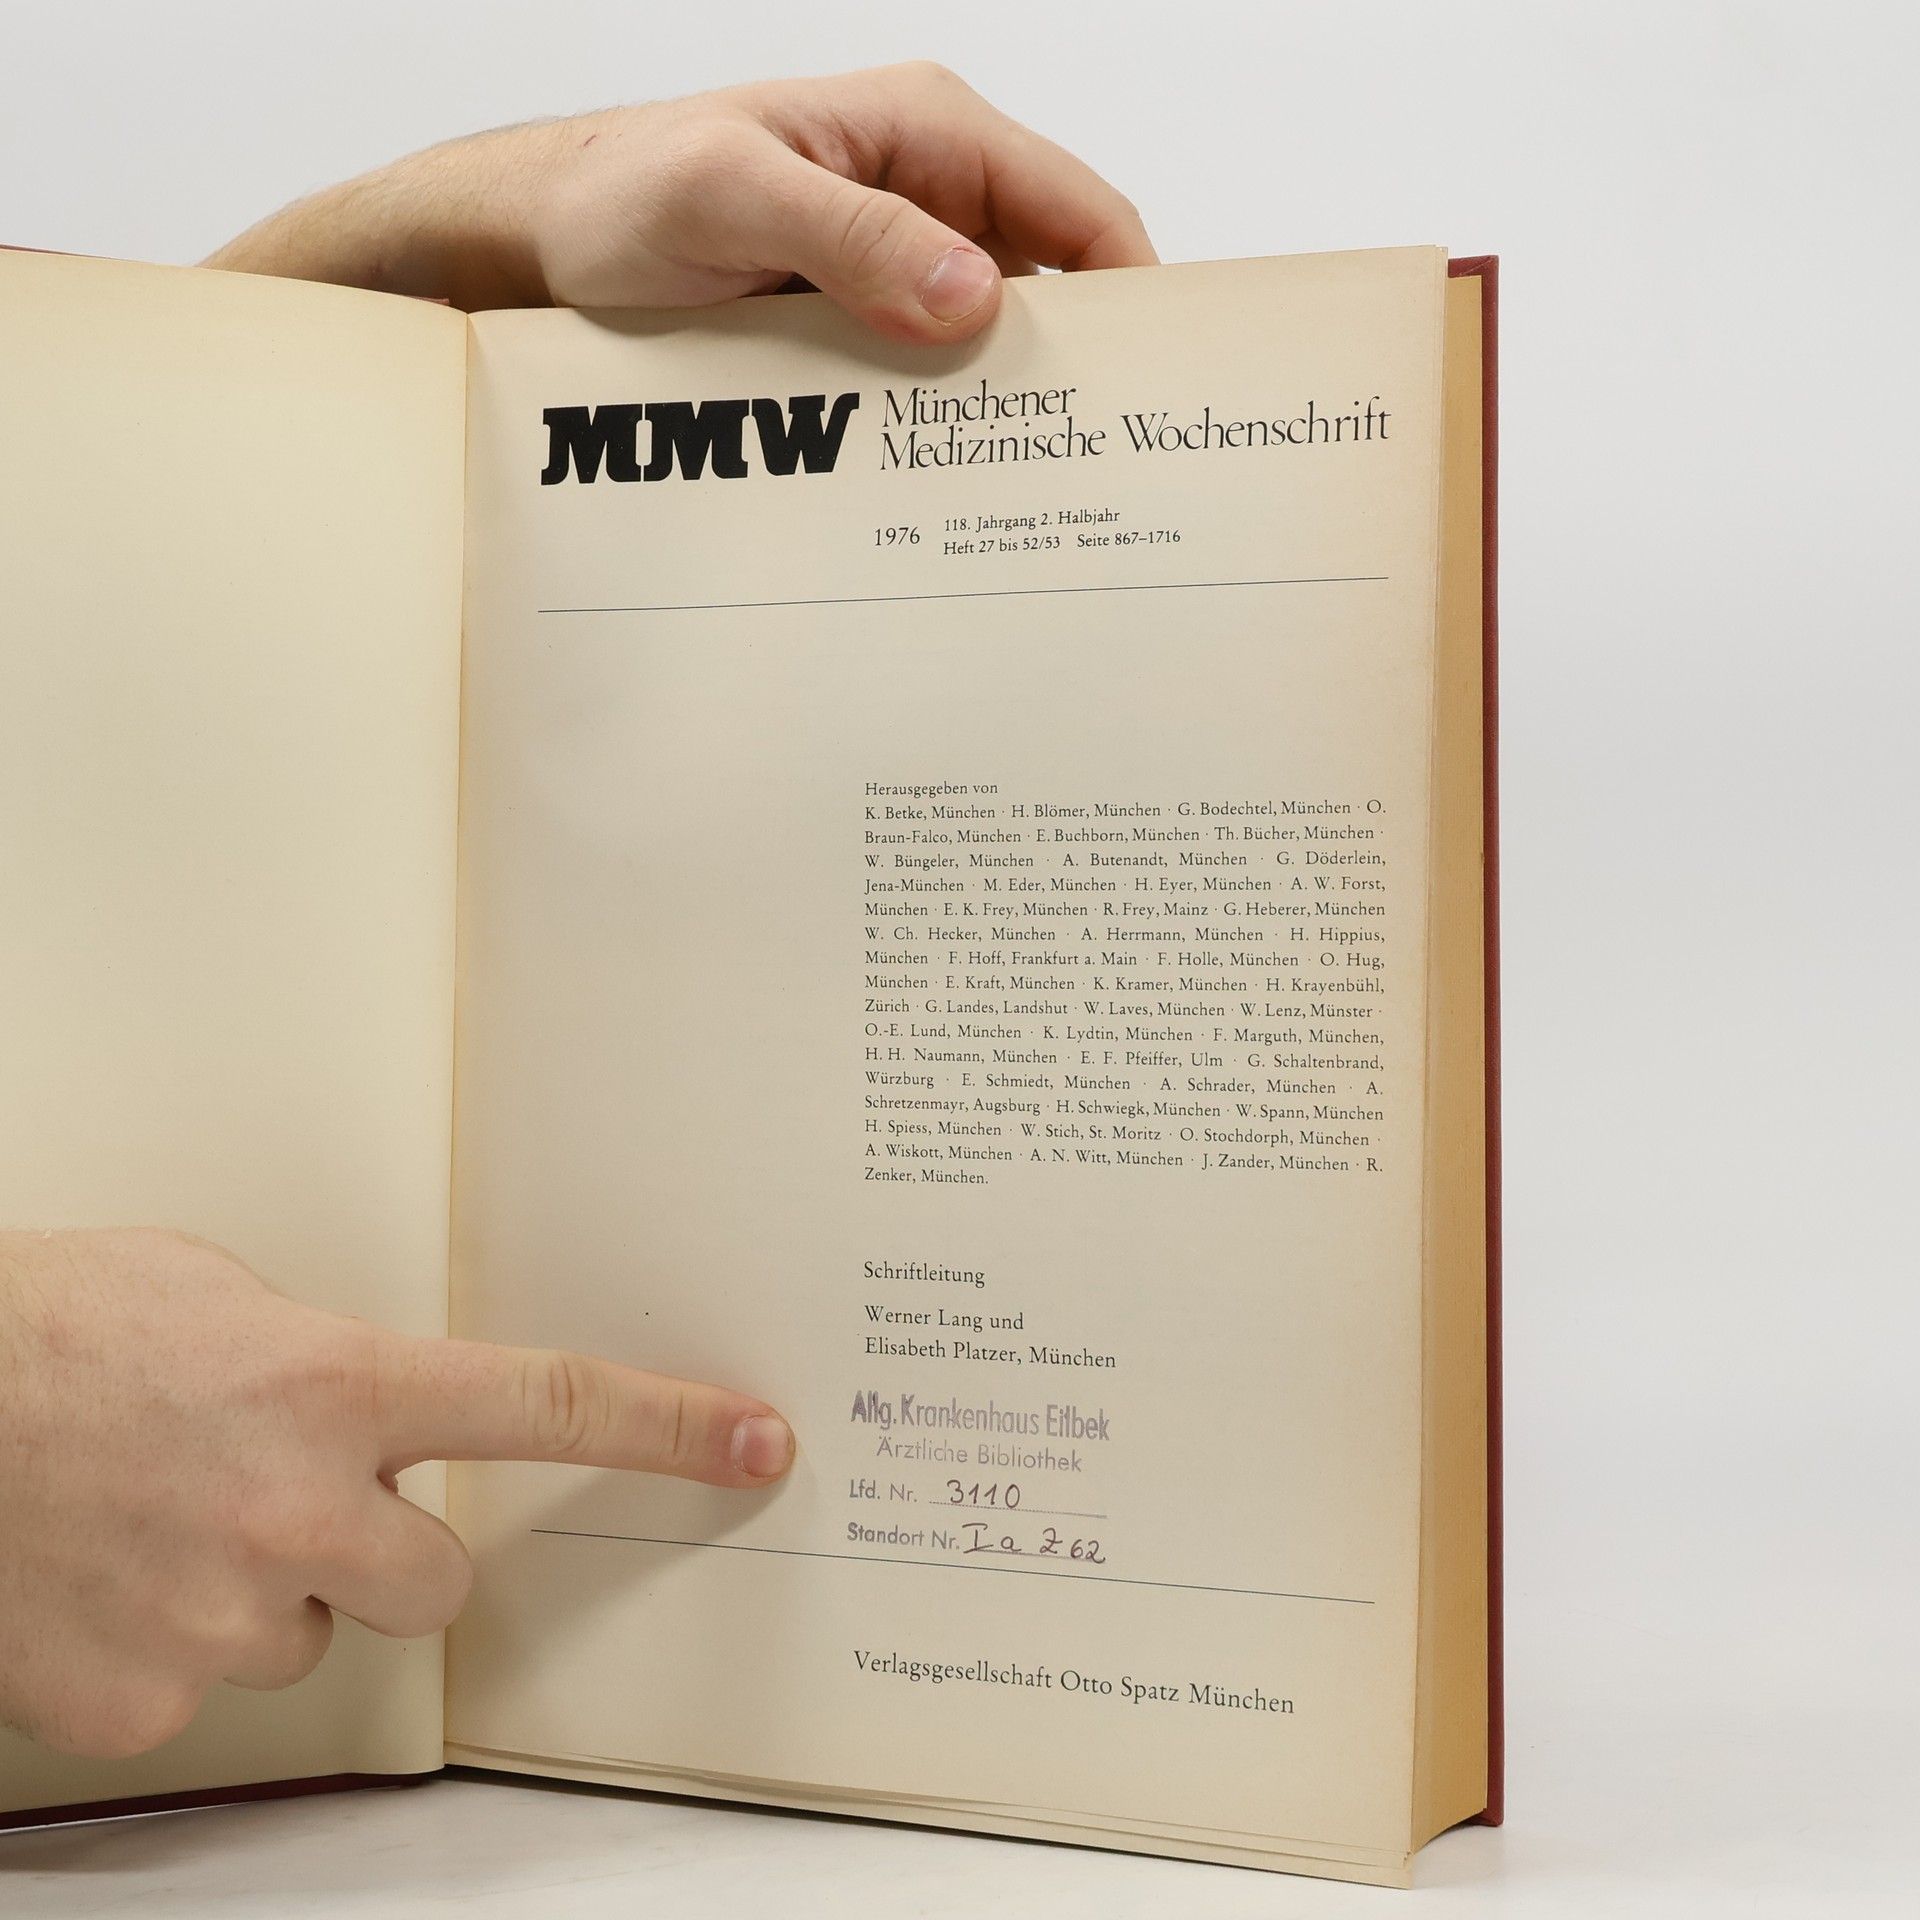 MMW Münchener
Medizinische Wochenschrift
1976 118. Jahrgang 2. Halbjahr
Heft 27 bis 52/53 Seite 867–1716
Herausgegeben von
K. Betke, München · H. Blömer, München · G. Bodechtel, München · O.
Braun-Falco, München · E. Buchborn, München · Th. Bücher, München ·
W. Büngeler, München · A. Butenandt, München · G. Döderlein,
Jena-München · M. Eder, München · H. Eyer, München · A. W. Forst,
München · E. K. Frey, München · R. Frey, Mainz · G. Heberer, München
W. Ch. Hecker, München · A. Herrmann, München · H. Hippius,
München · F. Hoff, Frankfurt a. Main · F. Holle, München · O. Hug,
München · E. Kraft, München · K. Kramer, München · H. Krayenbühl,
Zürich · G. Landes, Landshut · W. Laves, München · W. Lenz, Münster ·
O.-E. Lund, München · K. Lydtin, München · F. Marguth, München,
H. H. Naumann, München · E. F. Pfeiffer, Ulm · G. Schaltenbrand,
Würzburg · E. Schmiedt, München · A. Schrader, München · A.
Schretzenmayr, Augsburg · H. Schwiegk, München · W. Spann, München
H. Spiess, München · W. Stich, St. Moritz · O. Stochdorph, München ·
A. Wiskott, München · A. N. Witt, München · J. Zander, München · R.
Zenker, München.
Schriftleitung
Werner Lang und
Elisabeth Platzer, München
Allg. Krankenhaus Eilbek
Ärztliche Bibliothek
Lfd. Nr. 3110
Standort Nr. I a Z 62
Verlagsgesellschaft Otto Spatz München